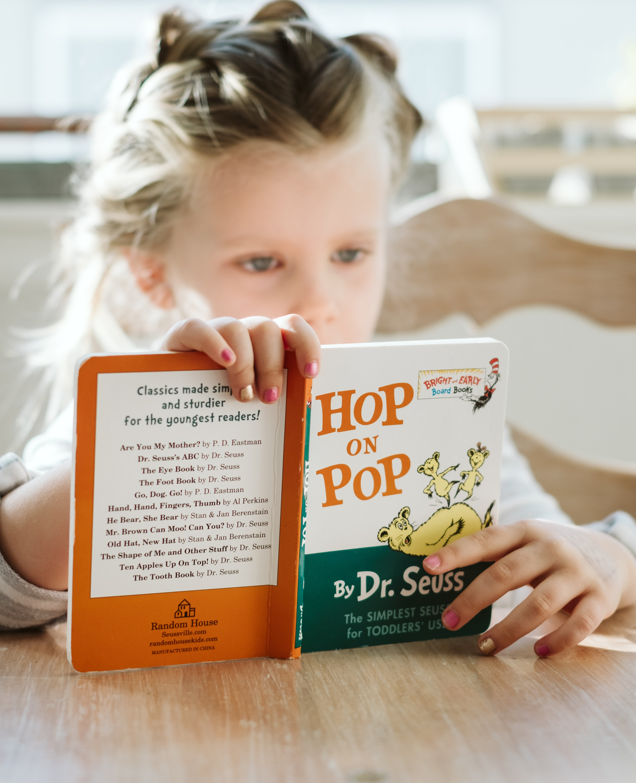 Classics made
and sturdier
for the youngest readers!
Are You My Mother? by P. D. Eastman
Dr. Seuss's ABC by Dr. Seuss
The Eye Book by Dr. Seuss
The Foot Book by Dr. Seuss
Go, Dog. Go! by P. D. Eastman
Hand, Hand, Fingers, Thumb by Al Perkins
He Bear, She Bear by Stan & Jan Berenstain
Mr. Brown Can Moo! Can You? by Dr. Seuss
Old Hat, New Hat by Stan & Jan Berenstain
The Shape of Me and Other Stuff by Dr. Seuss
Ten Apples Up On Top! by Dr. Seuss
The Tooth Book by Dr. Seuss
Random House
Seussville.com
randomhousekids.com
MANUFACTURED IN CHINA
BRIGHT and EARLY
Board Books
HOP
ON
POP
By Dr. Seuss
The SIMPLEST
for TODDLERS'